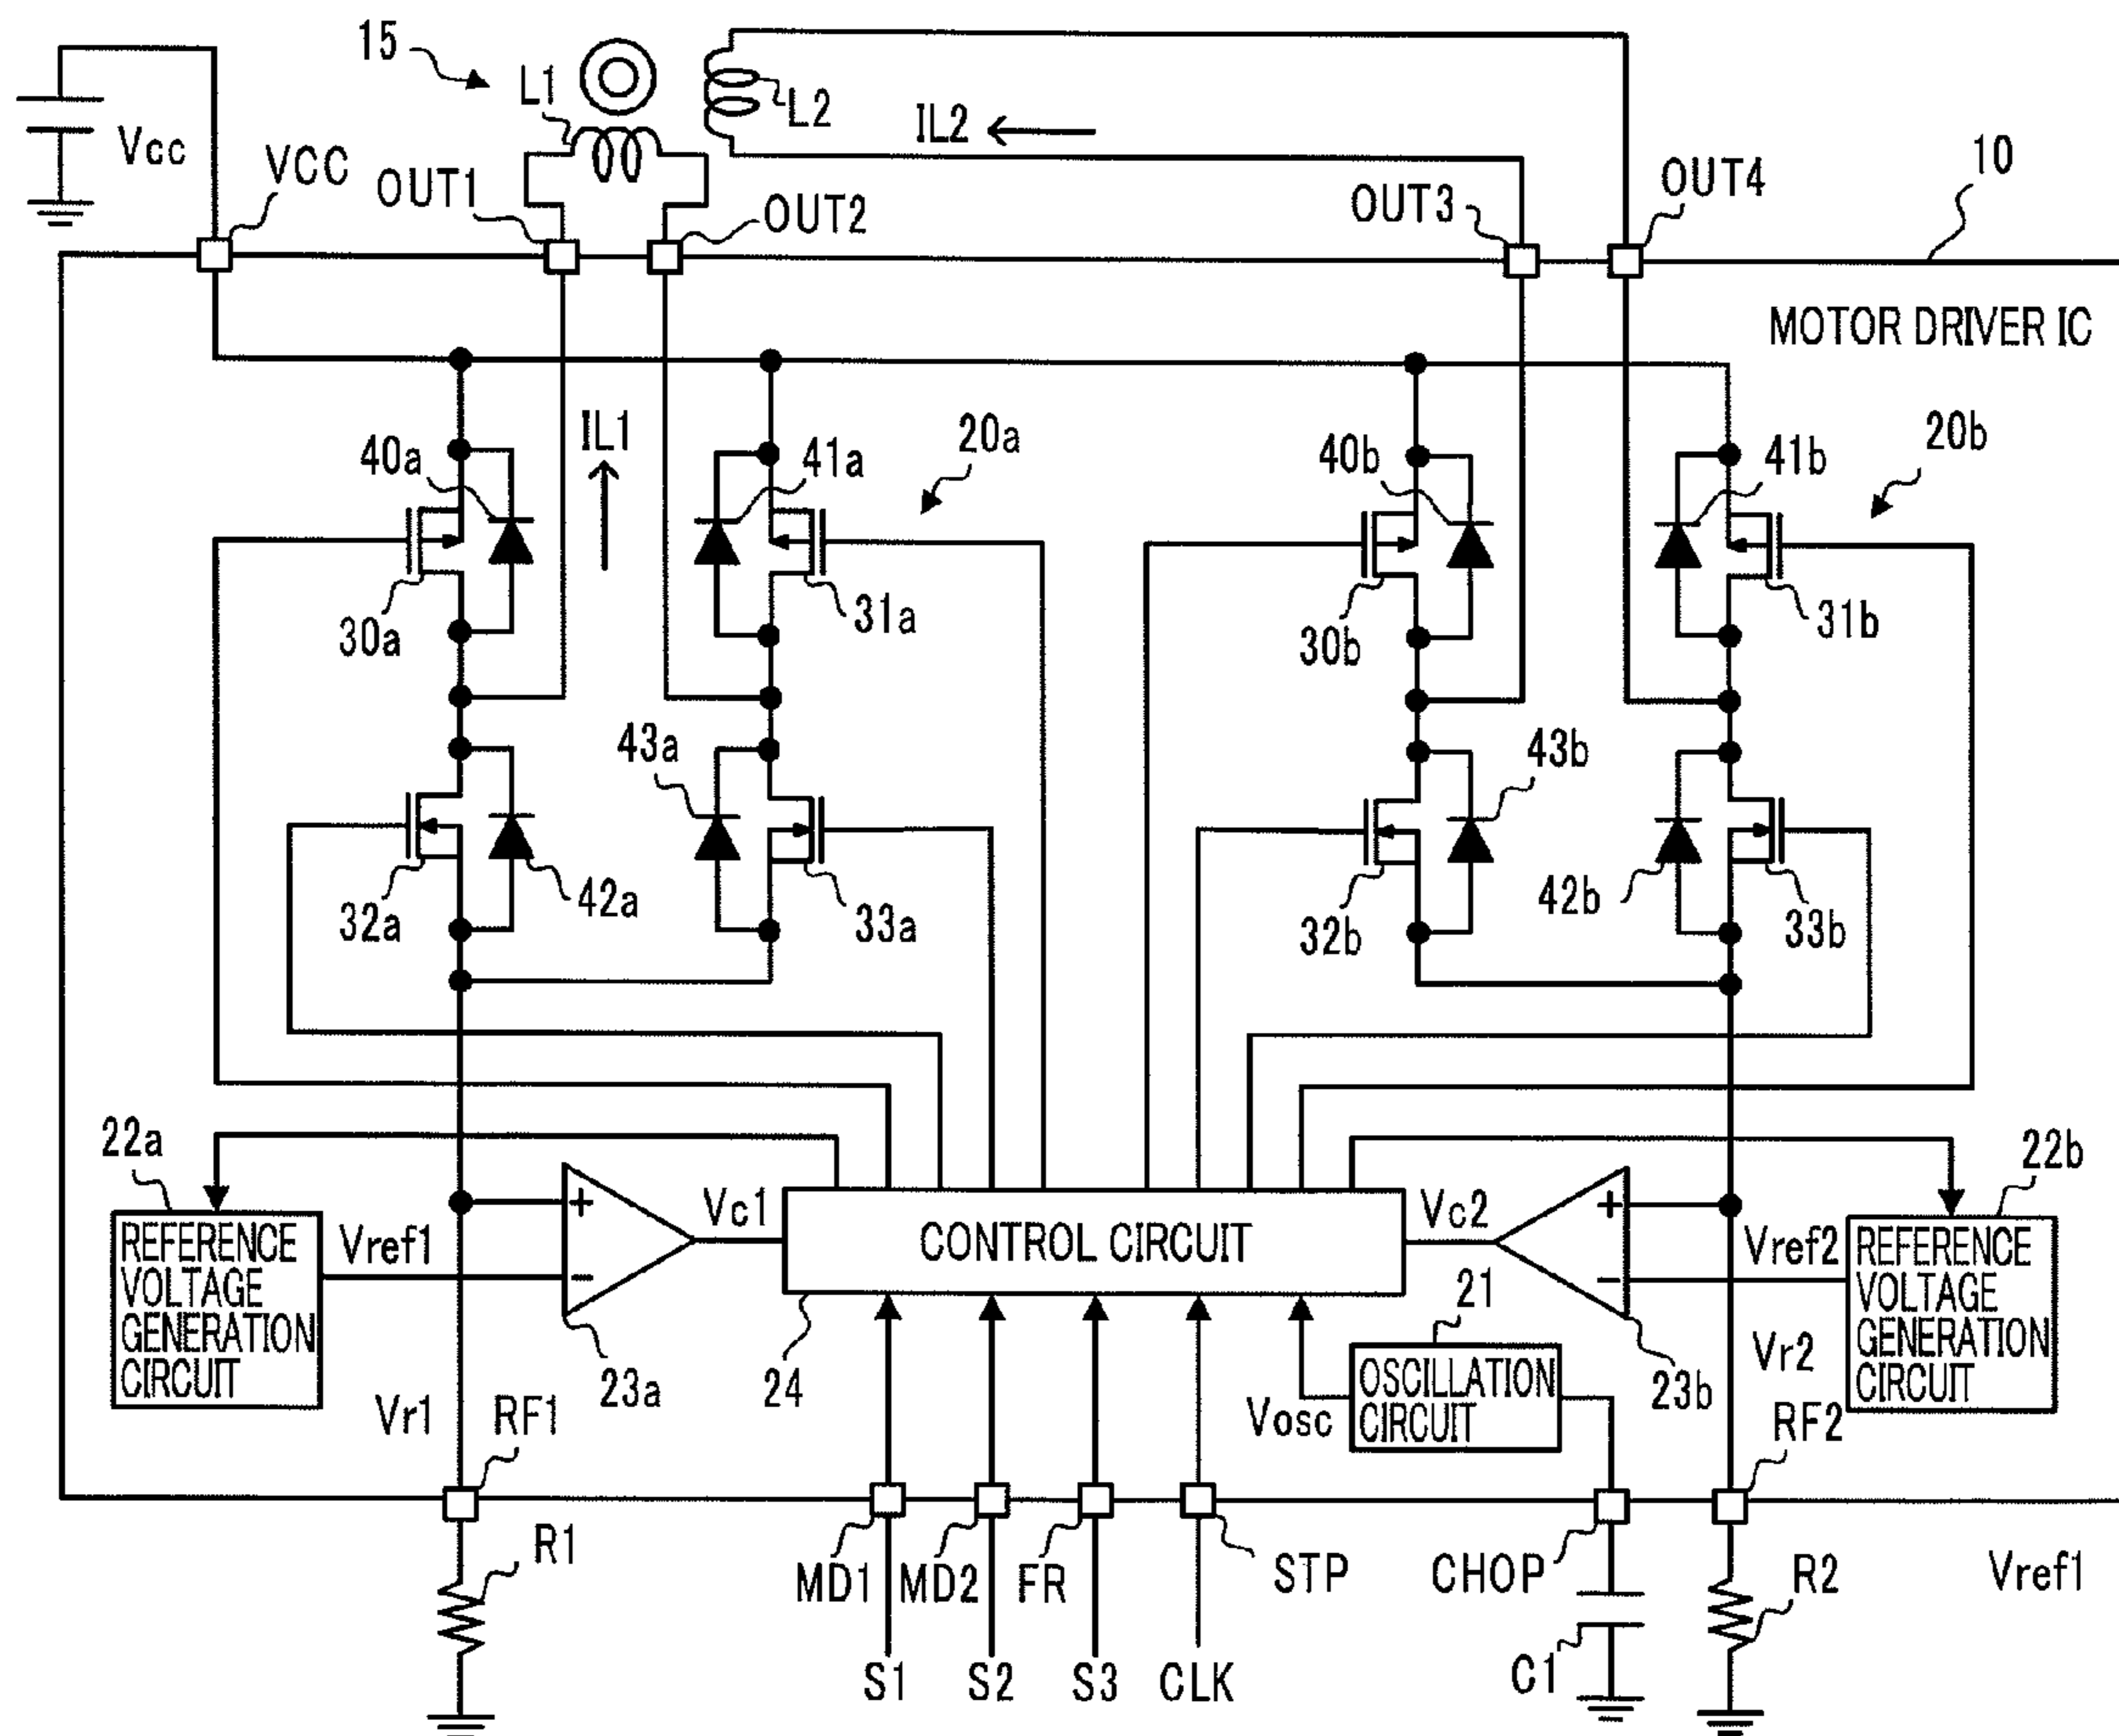 15
L1
L2
IL2
Vcc
VCC
OUT1
OUT2
OUT3
OUT4
10
MOTOR DRIVER IC
IL1
20a
20b
40a
41a
40b
41b
30a
31a
30b
31b
43a
43b
42a
42b
32a
33a
32b
33b
22a
22b
REFERENCE
VOLTAGE
GENERATION
CIRCUIT
Vref1
+
−
Vc1
CONTROL CIRCUIT
Vc2
+
−
Vref2
REFERENCE
VOLTAGE
GENERATION
CIRCUIT
23a
24
21
OSCILLATION
CIRCUIT
Vosc
23b
Vr1
Vr2
RF1
RF2
R1
MD1
MD2
FR
STP
CHOP
R2
Vref1
S1
S2
S3
CLK
C1